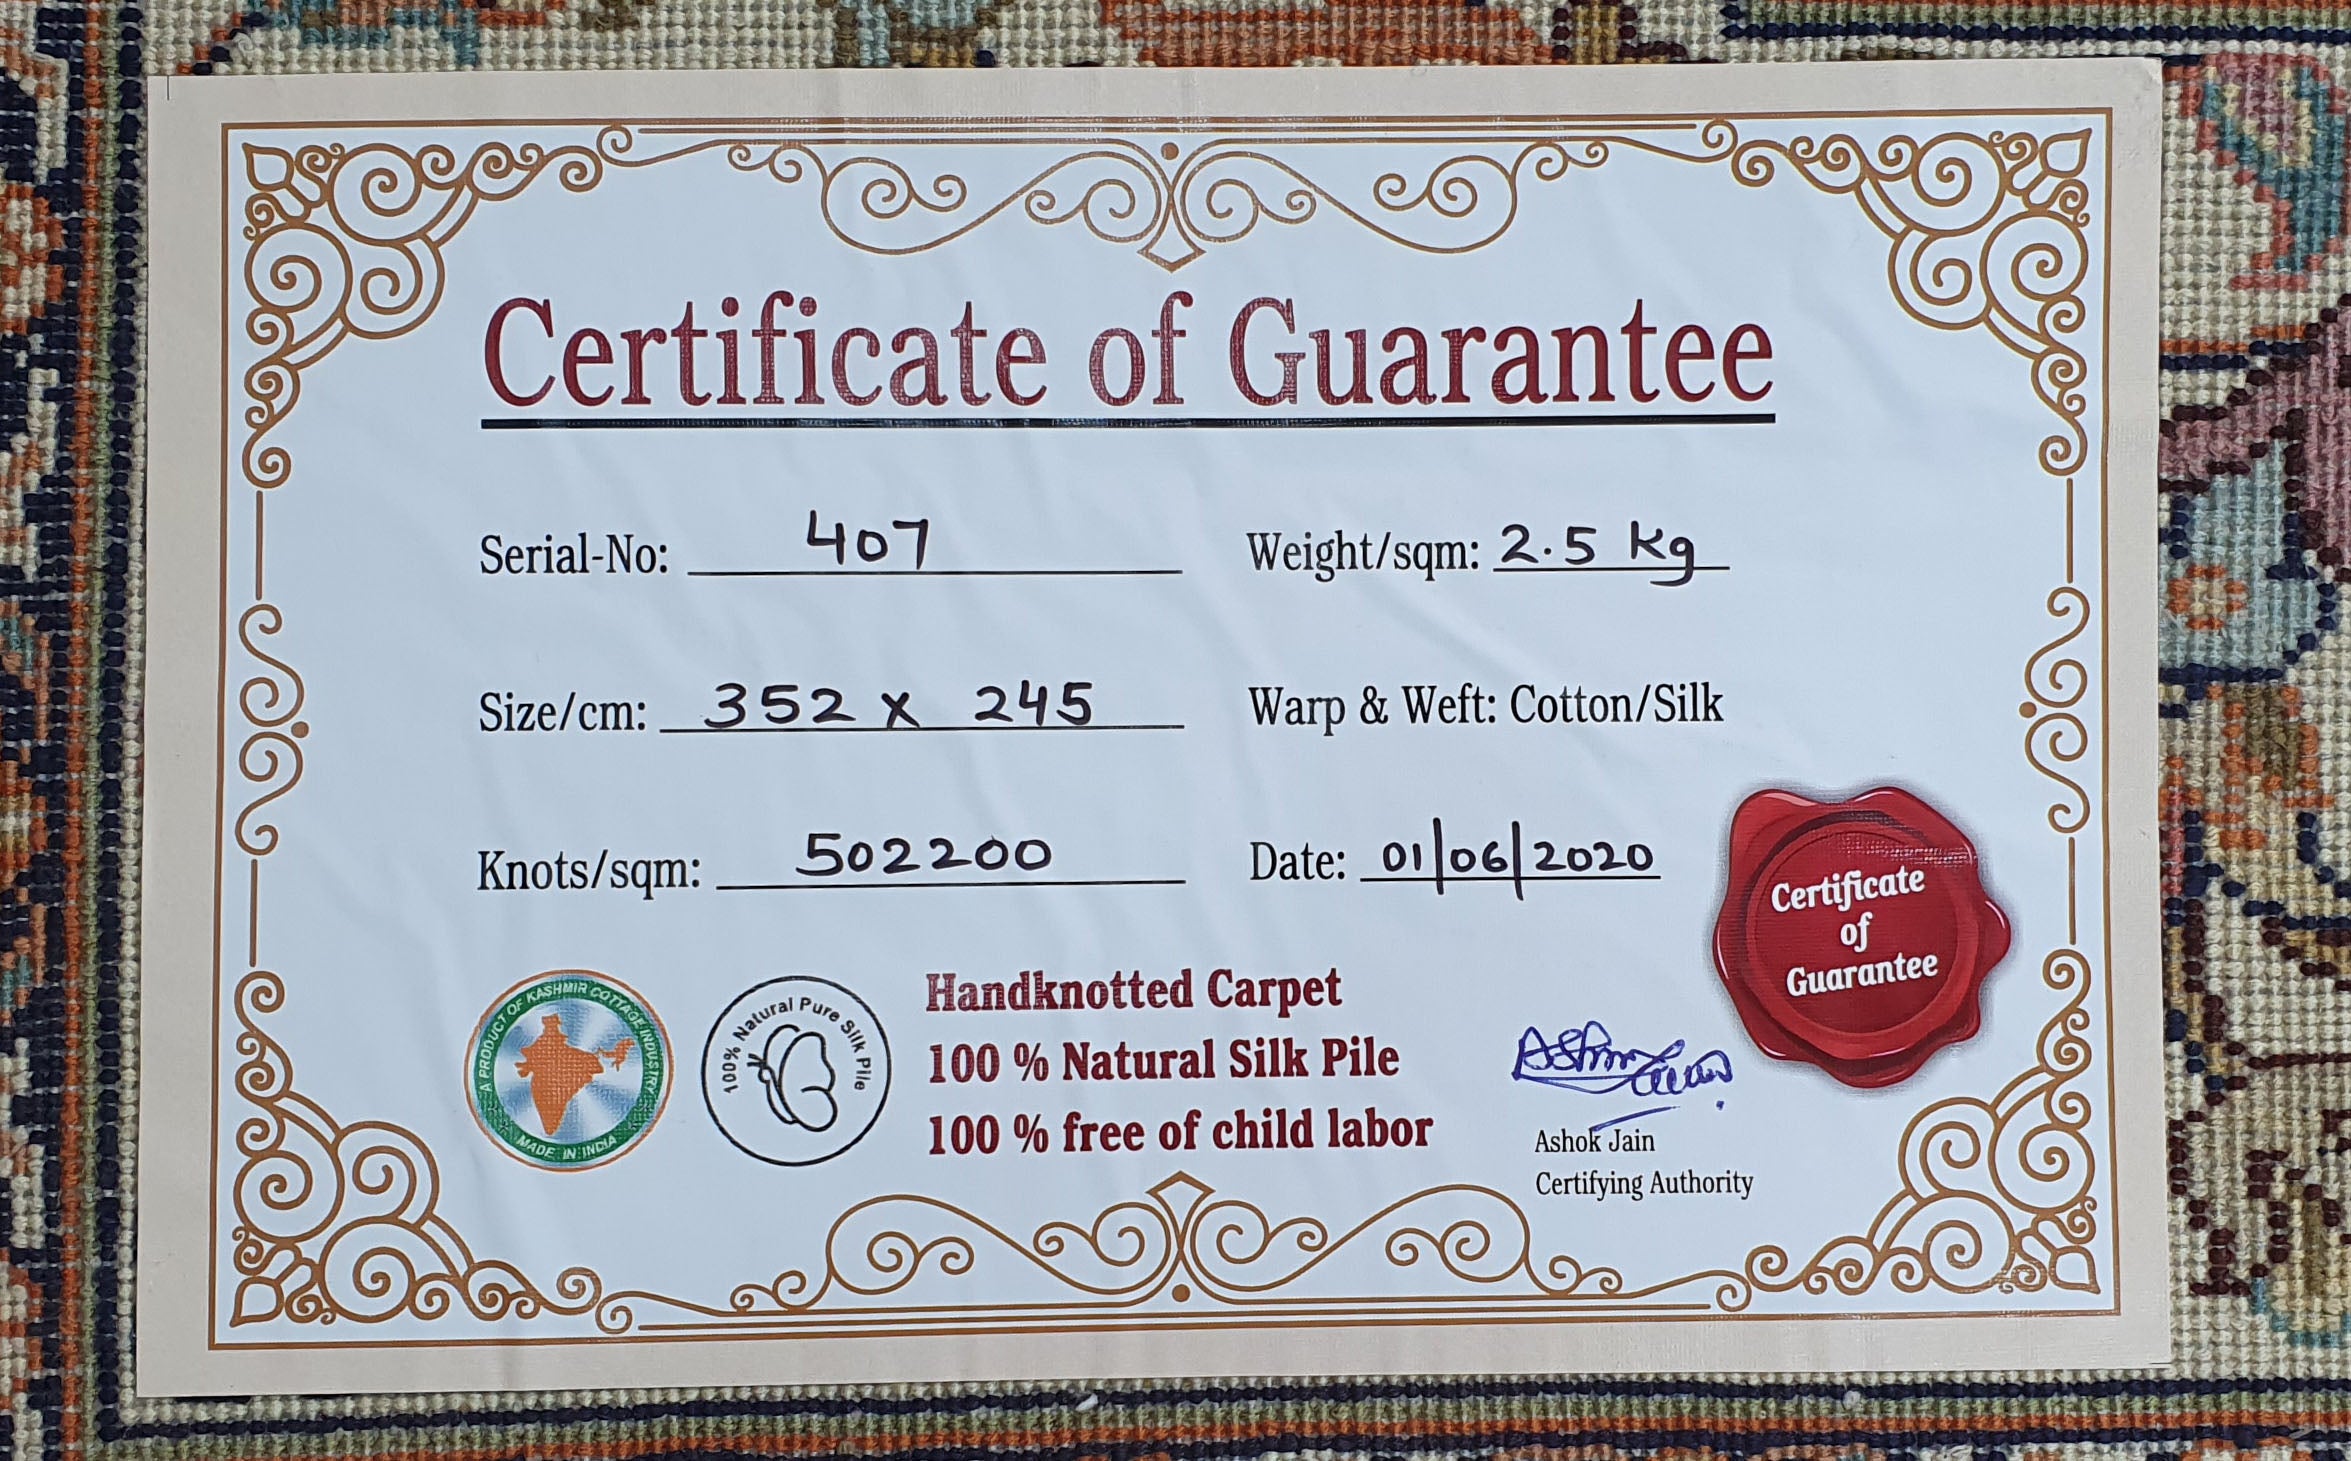 Certificate of Guarantee
Serial-No: 407
Weight/sqm: 2.5 kg
Size/cm: 352 x 245
Warp & Weft: Cotton/Silk
Knots/sqm: 502200
Date: 01/06/2020
Certificate
of
Guarantee
A PRODUCT OF KASHMIR COTTAGE INDUSTRY
MADE IN INDIA
100% Natural Pure Silk Pile
Handknotted Carpet
100 % Natural Silk Pile
100 % free of child labor
Ashok Jain
Certifying Authority